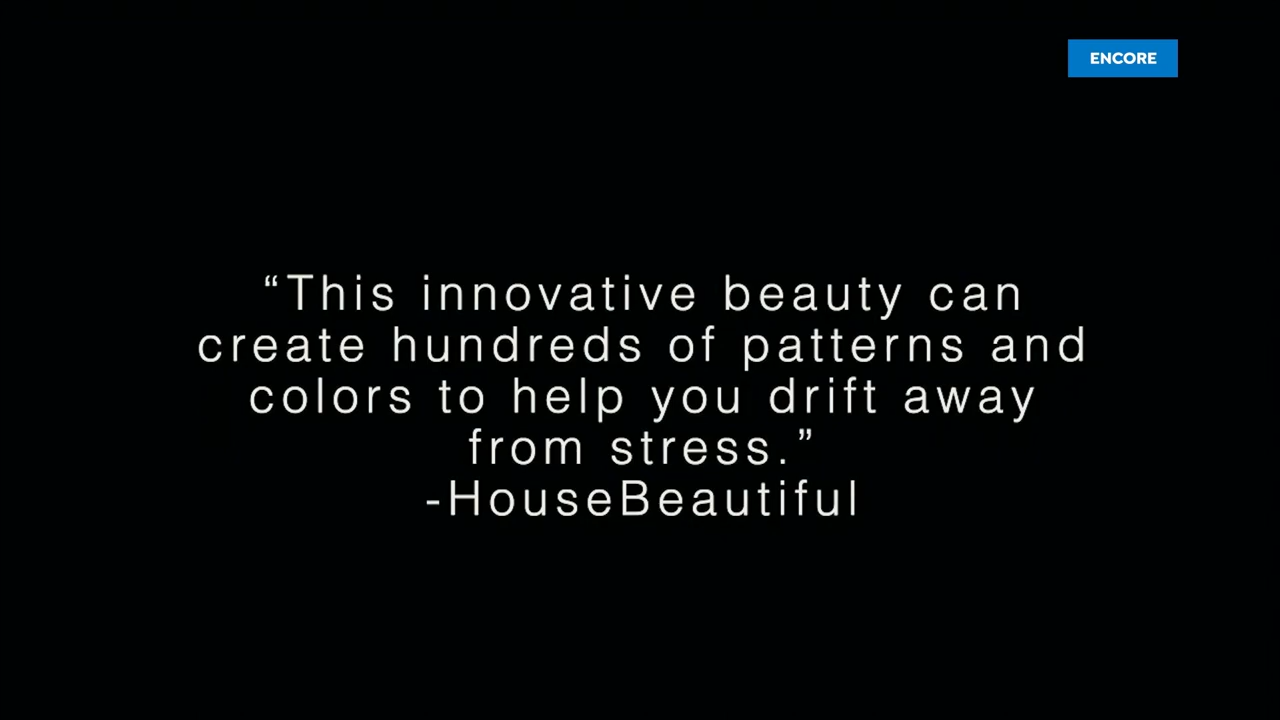 ENCORE
“This innovative beauty can
create hundreds of patterns and
colors to help you drift away
from stress.”
-HouseBeautiful